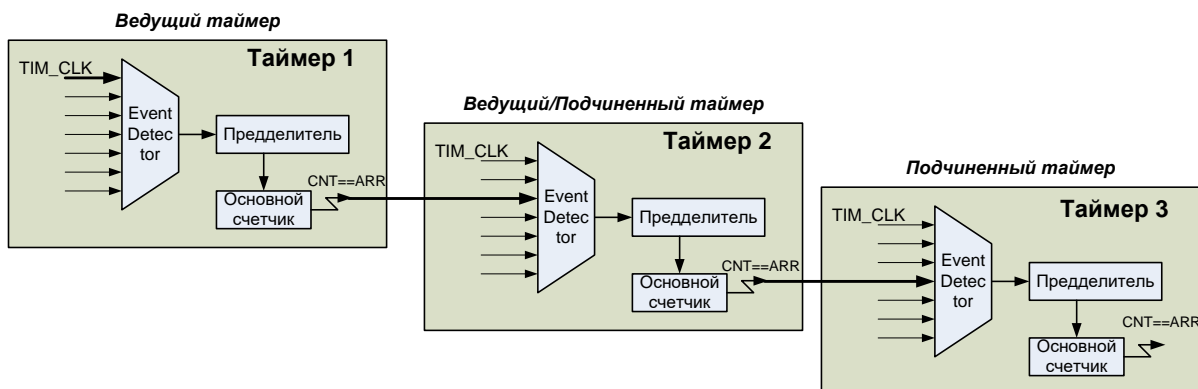 Ведущий таймер
Таймер 1
TIM_CLK
Event
Detec
tor
Предделитель
Основной
счетчик
CNT==ARR
Ведущий/Подчиненный таймер
Таймер 2
TIM_CLK
Event
Detec
tor
Предделитель
Основной
счетчик
CNT==ARR
Подчиненный таймер
Таймер 3
TIM_CLK
Event
Detec
tor
Предделитель
Основной
счетчик
CNT==ARR